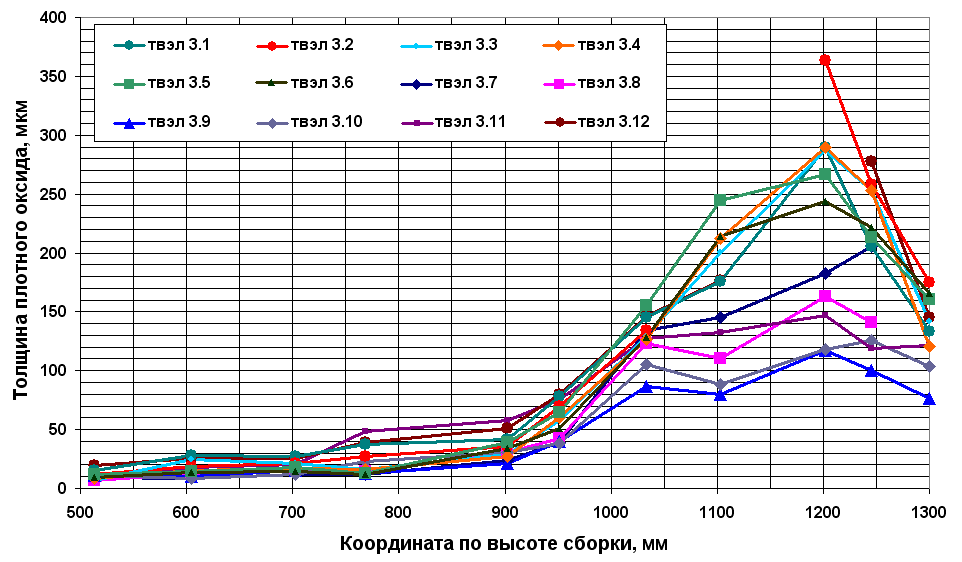 400
350
300
250
200
150
100
50
0
Толщина плотного оксида, мкм
твэл 3.1 твэл 3.2 твэл 3.3 твэл 3.4
твэл 3.5 твэл 3.6 твэл 3.7 твэл 3.8
твэл 3.9 твэл 3.10 твэл 3.11 твэл 3.12
500 600 700 800 900 1000 1100 1200 1300
Координата по высоте сборки, мм